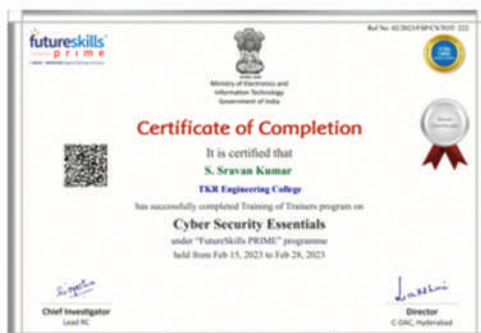 futureskills
prime
Ministry of Electronics and
Information Technology
Government of India
Certificate of Completion
It is certified that
S. Sravan Kumar
TKR Engineering College
has successfully completed Training of Trainers program on
Cyber Security Essentials
under "FutureSkills PRIME" programme
held from Feb 15, 2023 to Feb 28, 2023
Chief Investigator
Lead RC
Director
C-DAC, Hyderabad